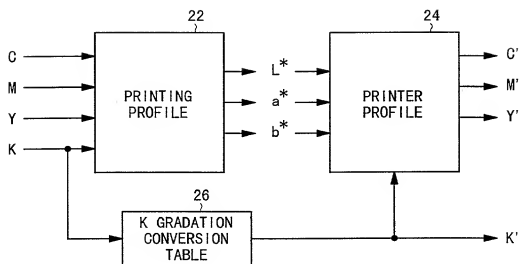 22
24
C
M
Y
K
PRINTING
PROFILE
L*
a*
b*
PRINTER
PROFILE
C'
M'
Y'
26
K GRADATION
CONVERSION
TABLE
K'